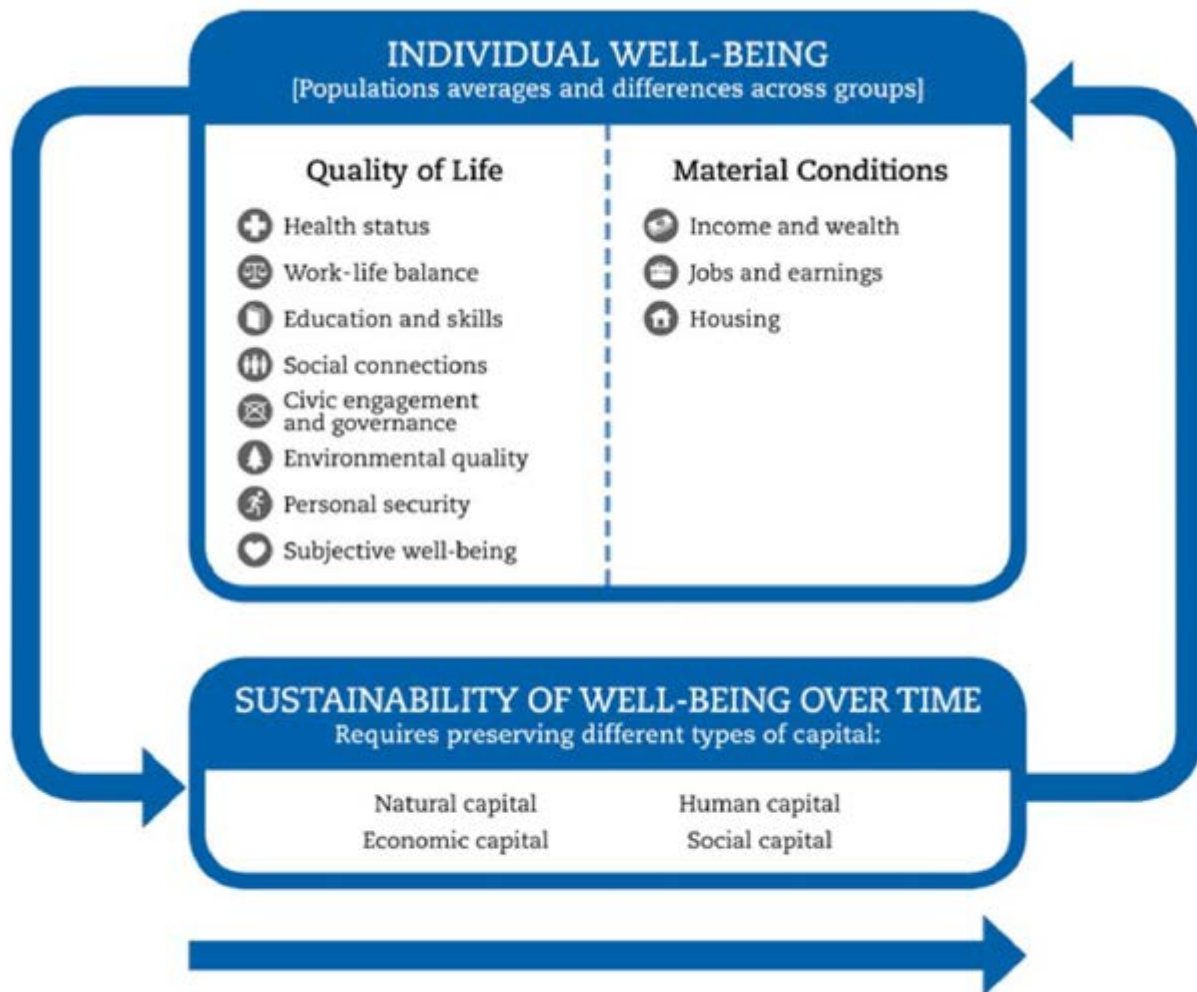 INDIVIDUAL WELL-BEING
[Populations averages and differences across groups]
Quality of Life
Health status
Work-life balance
Education and skills
Social connections
Civic engagement
and governance
Environmental quality
Personal security
Subjective well-being
Material Conditions
Income and wealth
Jobs and earnings
Housing
SUSTAINABILITY OF WELL-BEING OVER TIME
Requires preserving different types of capital:
Natural capital
Human capital
Economic capital
Social capital